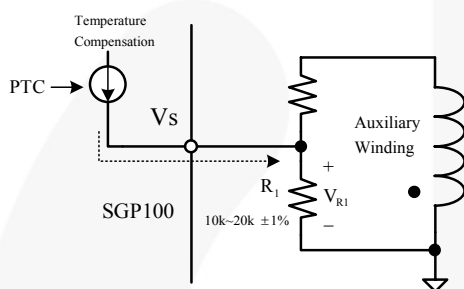 Temperature
Compensation
PTC
Vs
Auxiliary
Winding
+
R1
VR1
SGP100
10k~20k ±1%
−